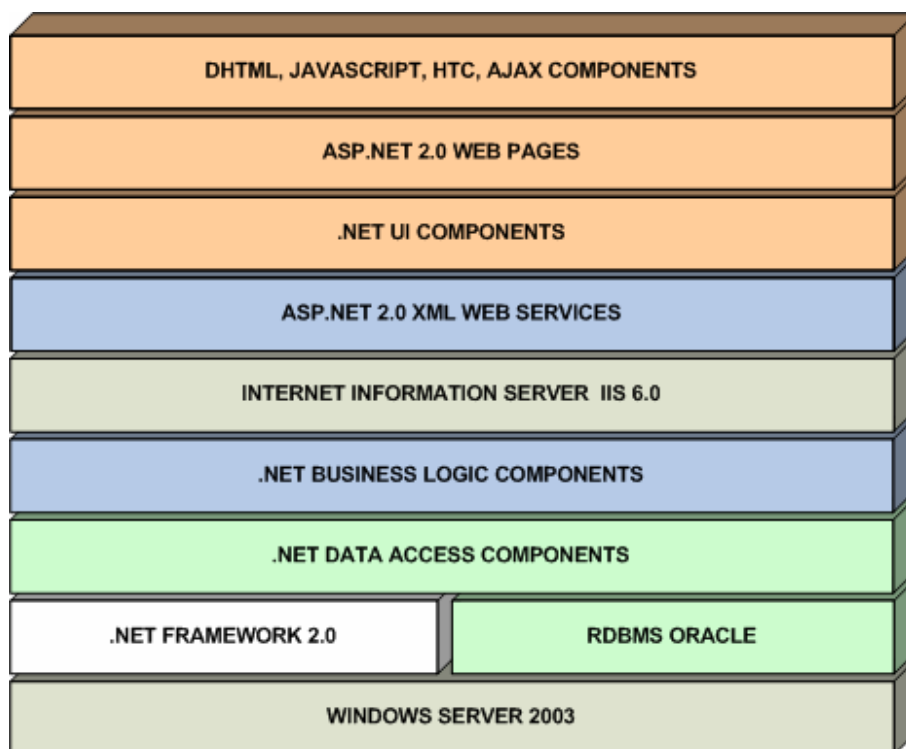 DHTML, JAVASCRIPT, HTC, AJAX COMPONENTS
ASP.NET 2.0 WEB PAGES
.NET UI COMPONENTS
ASP.NET 2.0 XML WEB SERVICES
INTERNET INFORMATION SERVER IIS 6.0
.NET BUSINESS LOGIC COMPONENTS
.NET DATA ACCESS COMPONENTS
.NET FRAMEWORK 2.0
RDBMS ORACLE
WINDOWS SERVER 2003